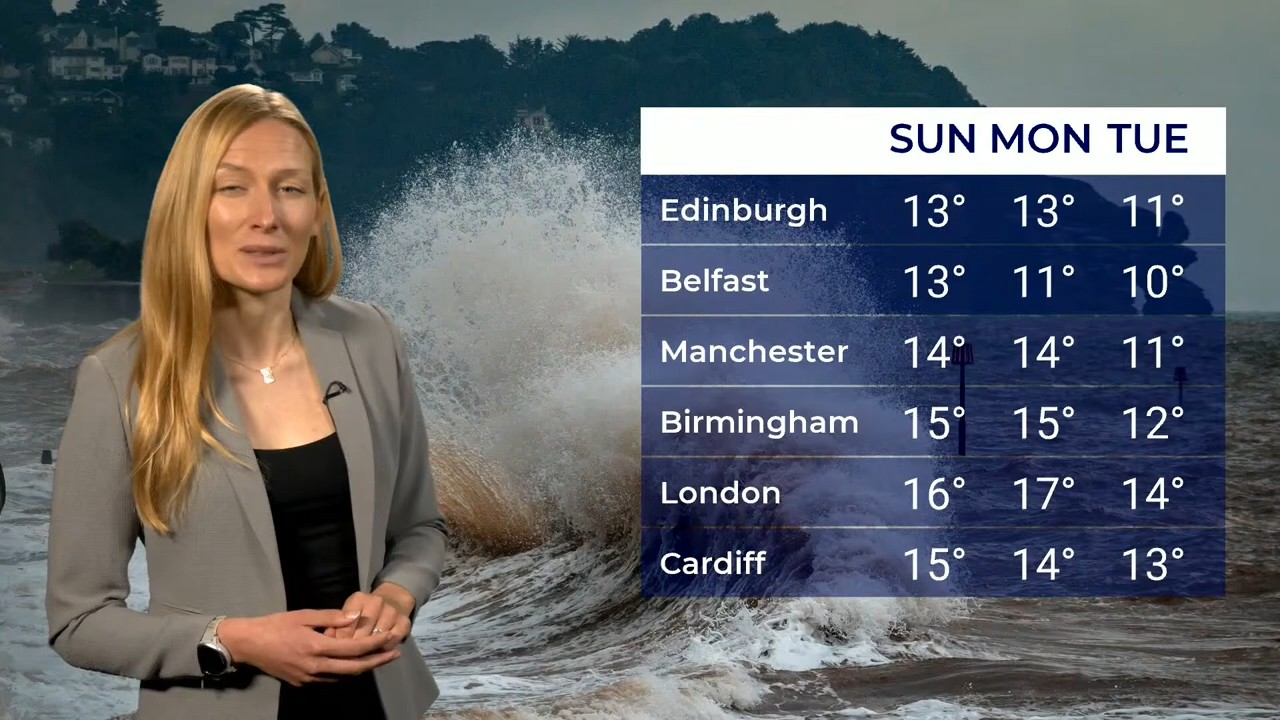 SUN MON TUE
Edinburgh 13° 13° 11°
Belfast 13° 11° 10°
Manchester 14° 14° 11°
Birmingham 15° 15° 12°
London 16° 17° 14°
Cardiff 15° 14° 13°